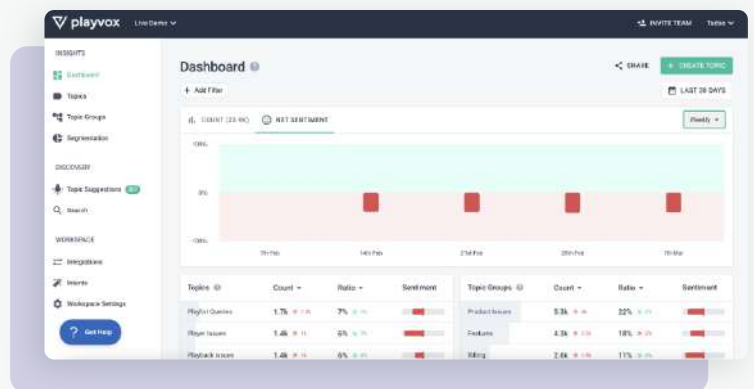 playvox
Live Demo
INVITE TEAM
INSIGHTS
Dashboard
Topics
Topic Groups
Segmentation
DISCOVERY
Topic Suggestions
Search
WORKSPACE
Integrations
Intents
Workspace Settings
? Get Help
Dashboard
SHARE
+ CREATE TOPIC
+ Add Filter
LAST 28 DAYS
COUNT (23.4K)
NET SENTIMENT
Weekly
100%
0%
-100%
7th Feb
14th Feb
21st Feb
28th Feb
7th Mar
Topics
Count
Ratio
Sentiment
Playlist Queries
1.7k
7%
Player Issues
1.4k
6%
Playback Issues
1.4k
6%
Topic Groups
Count
Ratio
Sentiment
Product Issues
5.3k
22%
Features
4.3k
18%
Billing
2.6k
11%